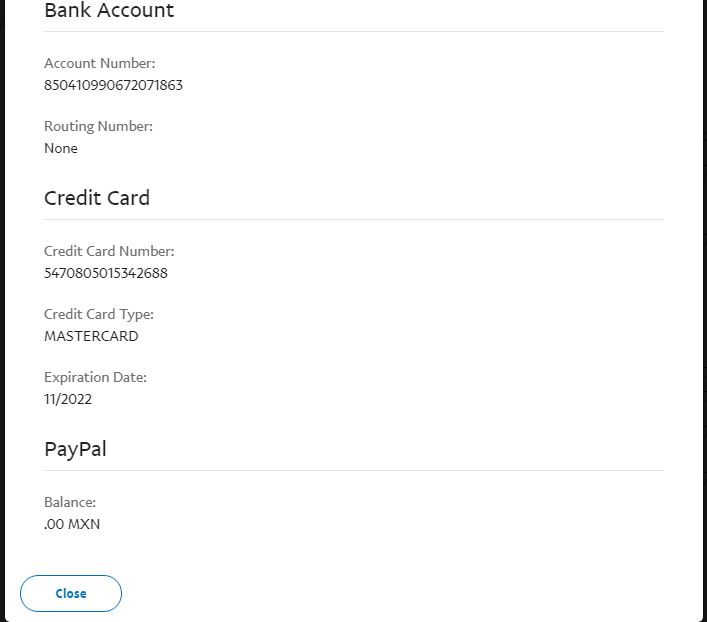 Bank Account
Account Number:
850410990672071863
Routing Number:
None
Credit Card
Credit Card Number:
5470805015342688
Credit Card Type:
MASTERCARD
Expiration Date:
11/2022
PayPal
Balance:
.00 MXN
Close